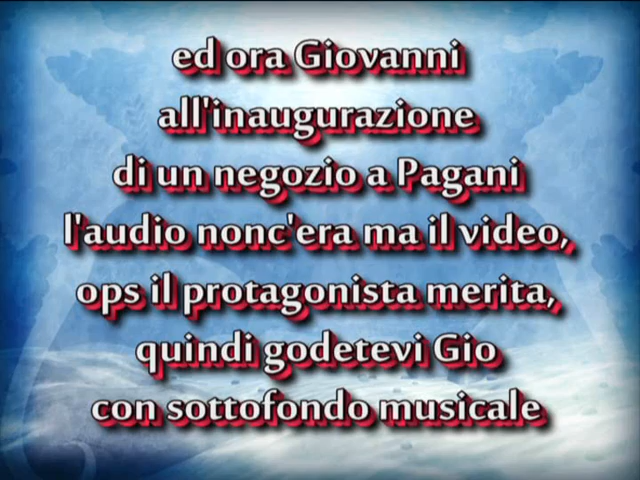 ed ora Giovanni
all'inaugurazione
di un negozio a Pagani
l'audio nonc'era ma il video,
ops il protagonista merita,
quindi godetevi Gio
con sottofondo musicale